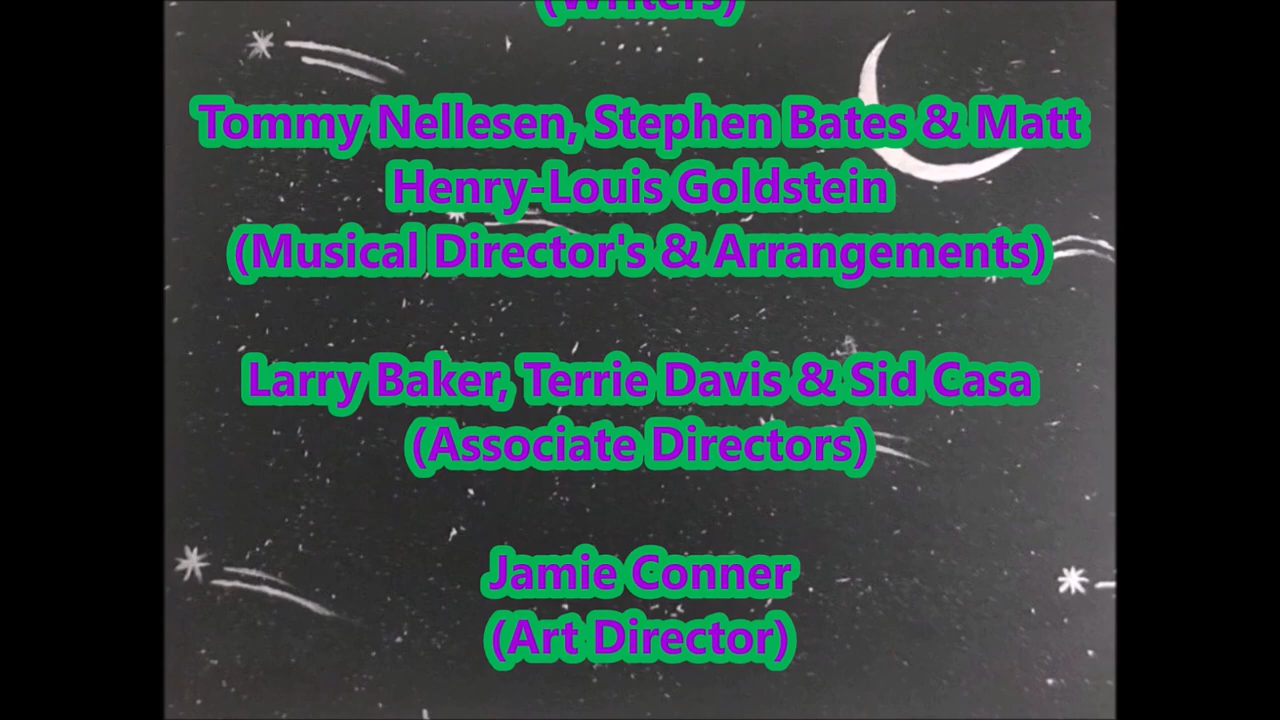 (Writers)
Tommy Nellesen, Stephen Bates & Matt
Henry-Louis Goldstein
(Musical Director's & Arrangements)
Larry Baker, Terrie Davis & Sid Casa
(Associate Directors)
Jamie Conner
(Art Director)